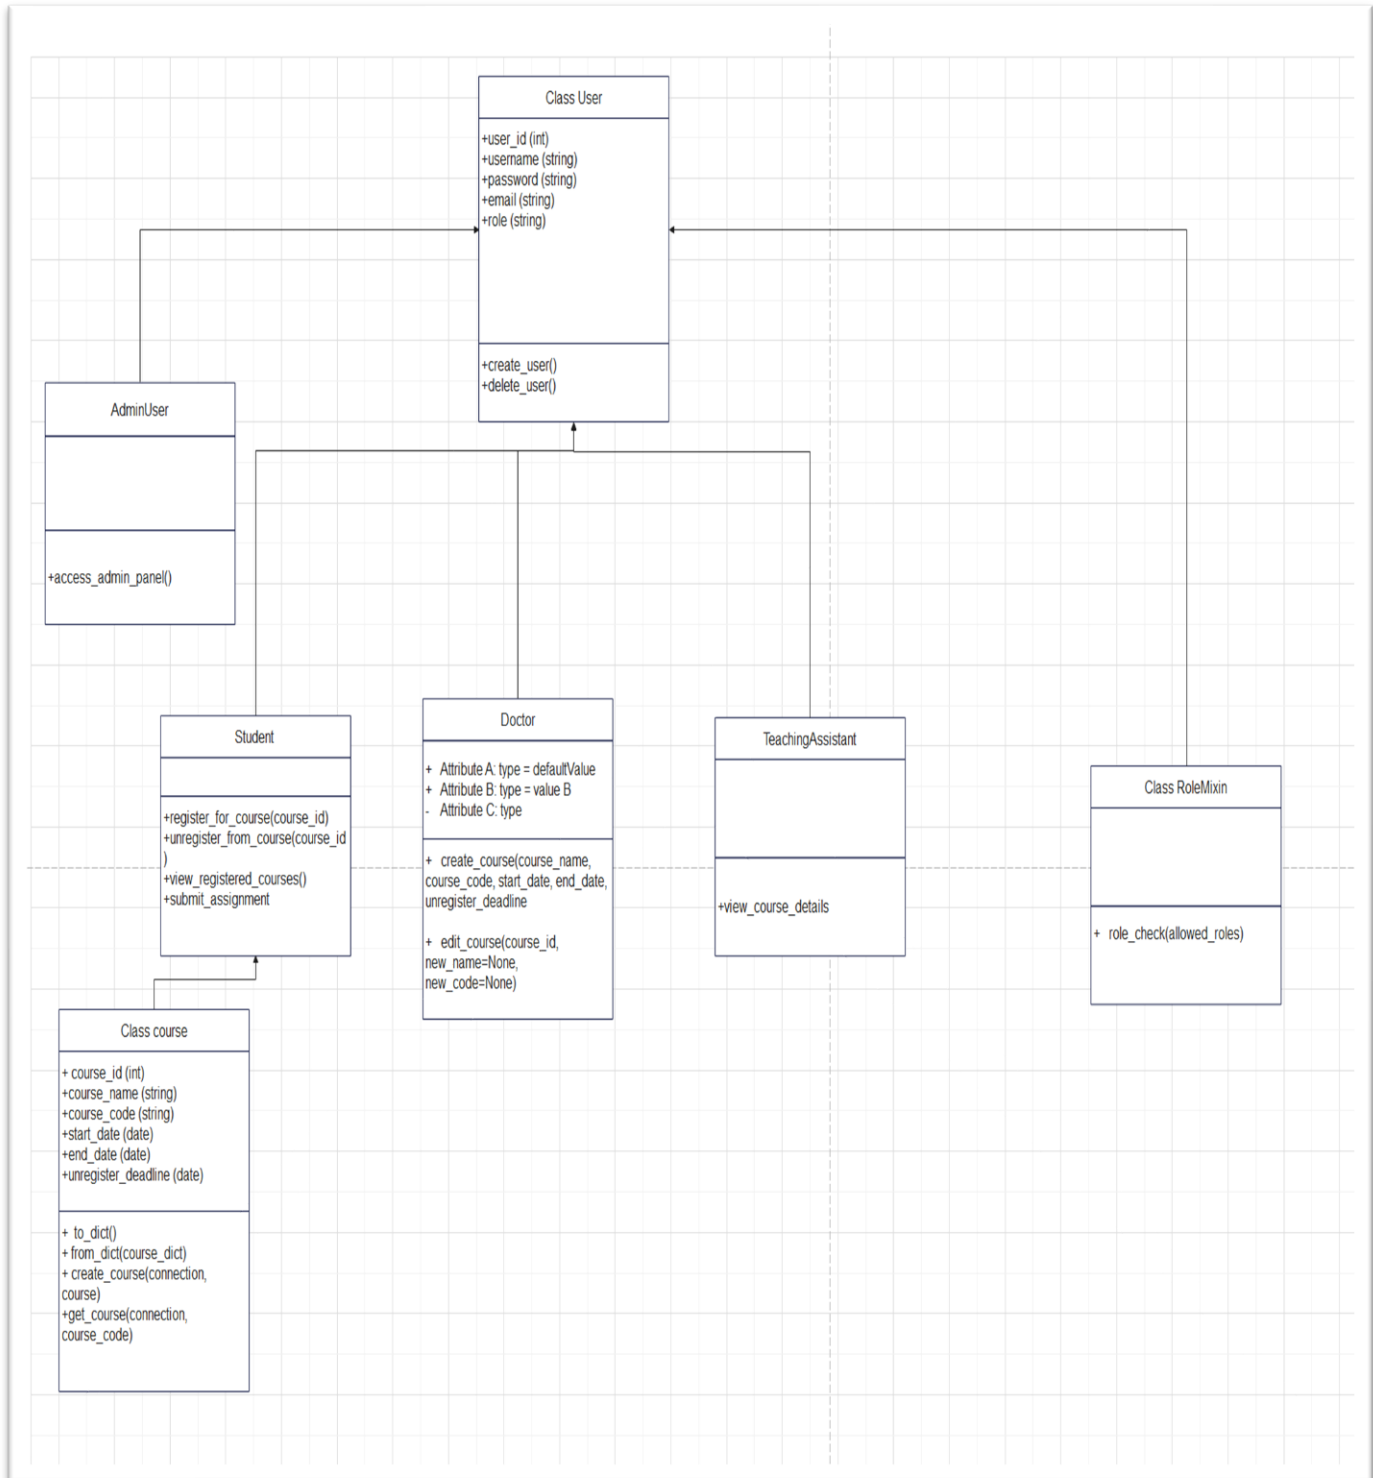 Class User
+user_id (int)
+username (string)
+password (string)
+email (string)
+role (string)
+create_user()
+delete_user()
AdminUser
+access_admin_panel()
Student
+register_for_course(course_id)
+unregister_from_course(course_id
)
+view_registered_courses()
+submit_assignment
Doctor
+ Attribute A: type = defaultValue
+ Attribute B: type = value B
- Attribute C: type
+ create_course(course_name,
course_code, start_date, end_date,
unregister_deadline
+ edit_course(course_id,
new_name=None,
new_code=None)
TeachingAssistant
+view_course_details
Class RoleMixin
+ role_check(allowed_roles)
Class course
+ course_id (int)
+course_name (string)
+course_code (string)
+start_date (date)
+end_date (date)
+unregister_deadline (date)
+ to_dict()
+ from_dict(course_dict)
+ create_course(connection,
course)
+get_course(connection,
course_code)